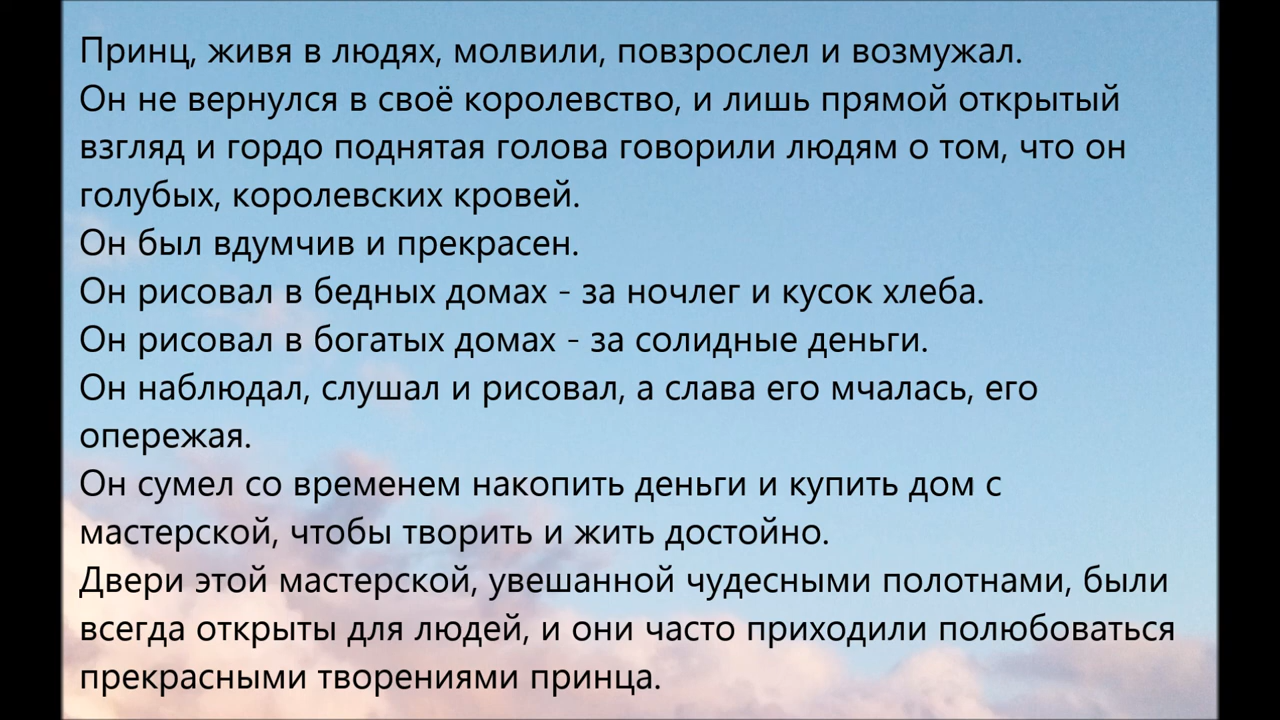 Принц, живя в людях, молвили, повзрослел и возмужал.
Он не вернулся в своё королевство, и лишь прямой открытый
взгляд и гордо поднятая голова говорили людям о том, что он
голубых, королевских кровей.
Он был вдумчив и прекрасен.
Он рисовал в бедных домах - за ночлег и кусок хлеба.
Он рисовал в богатых домах - за солидные деньги.
Он наблюдал, слушал и рисовал, а слава его мчалась, его
опережая.
Он сумел со временем накопить деньги и купить дом с
мастерской, чтобы творить и жить достойно.
Двери этой мастерской, увешанной чудесными полотнами, были
всегда открыты для людей, и они часто приходили полюбоваться
прекрасными творениями принца.